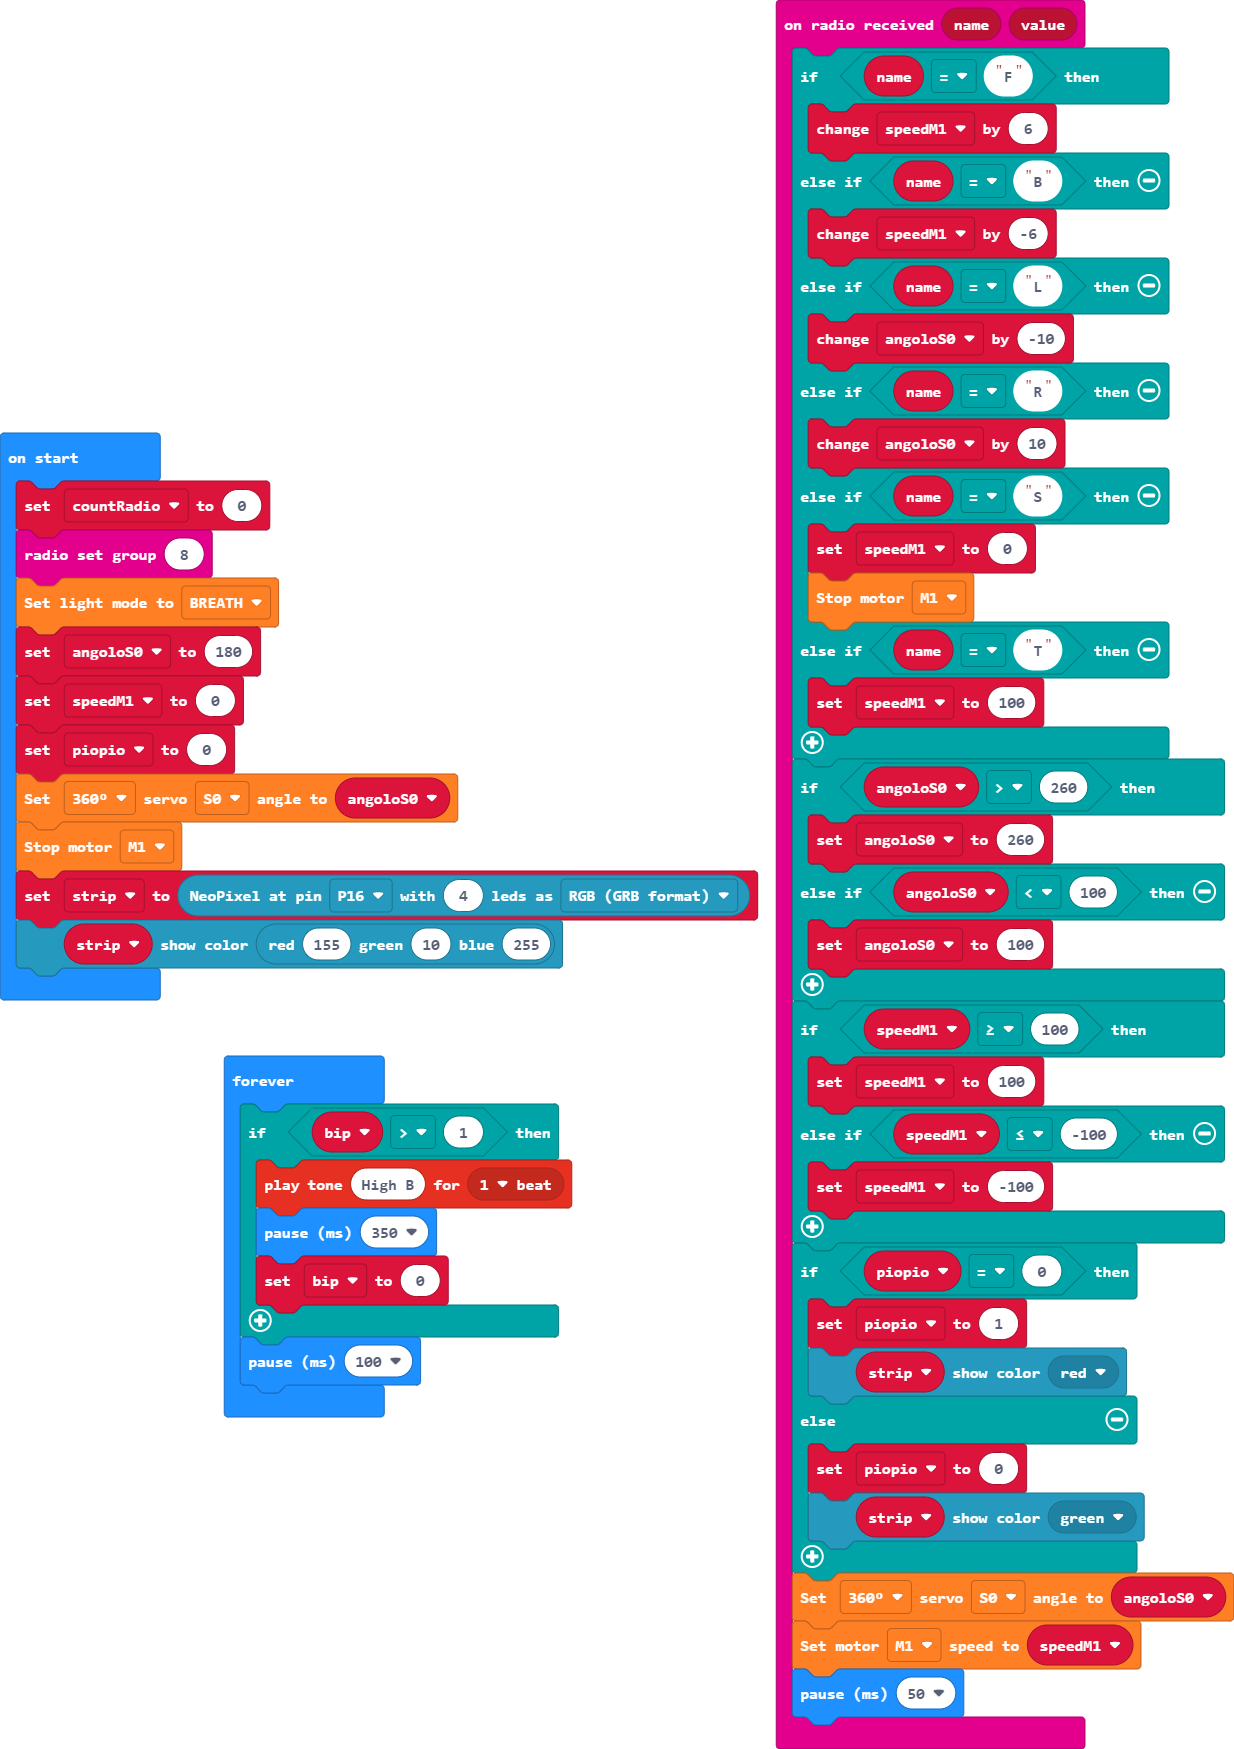 on start
set countRadio to 0
radio set group 8
Set light mode to BREATH
set angoloS0 to 180
set speedM1 to 0
set piopio to 0
Set 360º servo S0 angle to angoloS0
Stop motor M1
set strip to NeoPixel at pin P16 with 4 leds as RGB (GRB format)
strip show color red 155 green 10 blue 255
forever
if bip > 1 then
play tone High B for 1 beat
pause (ms) 350
set bip to 0
pause (ms) 100
on radio received name value
if name = "F" then
change speedM1 by 6
else if name = "B" then
change speedM1 by -6
else if name = "L" then
change angoloS0 by -10
else if name = "R" then
change angoloS0 by 10
else if name = "S" then
set speedM1 to 0
Stop motor M1
else if name = "T" then
set speedM1 to 100
if angoloS0 > 260 then
set angoloS0 to 260
else if angoloS0 < 100 then
set angoloS0 to 100
if speedM1 ≥ 100 then
set speedM1 to 100
else if speedM1 ≤ -100 then
set speedM1 to -100
if piopio = 0 then
set piopio to 1
strip show color red
else
set piopio to 0
strip show color green
Set 360º servo S0 angle to angoloS0
Set motor M1 speed to speedM1
pause (ms) 50